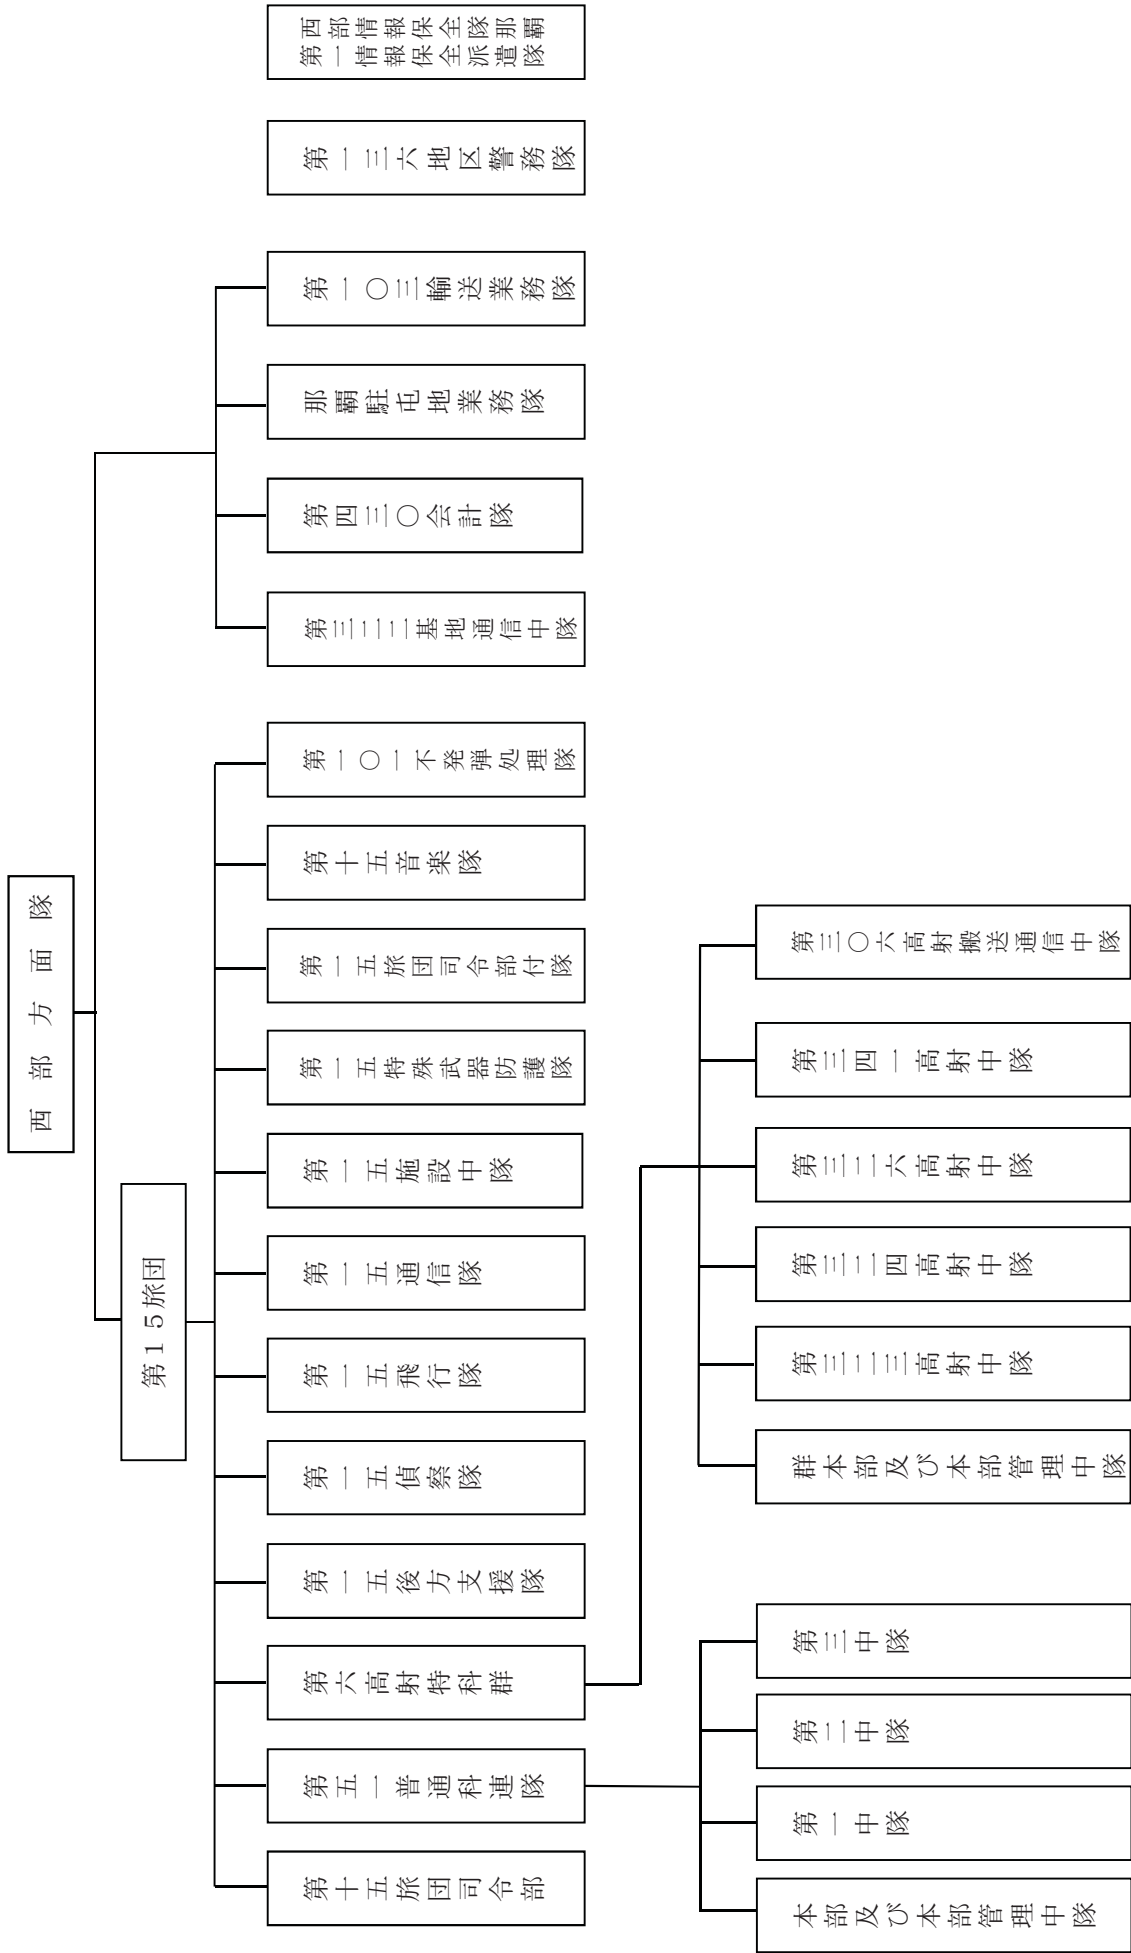 西部方面隊
第１５旅団
第十五旅団司令部
第五一普通科連隊
第六高射特科群
第一五後方支援隊
第一五偵察隊
第一五飛行隊
第一五通信隊
第一五施設中隊
第一五特殊武器防護隊
第一五旅団司令部付隊
第十五音楽隊
第一〇一不発弾処理隊
第三二二基地通信中隊
第四三〇会計隊
那覇駐屯地業務隊
第一〇三輸送業務隊
第一三六地区警務隊
西部情報保全隊那覇
第一情報保全派遣隊
本部及び本部管理中隊
第一中隊
第二中隊
第三中隊
群本部及び本部管理中隊
第三二三高射中隊
第三二四高射中隊
第三二六高射中隊
第三四一高射中隊
第三〇六高射搬送通信中隊